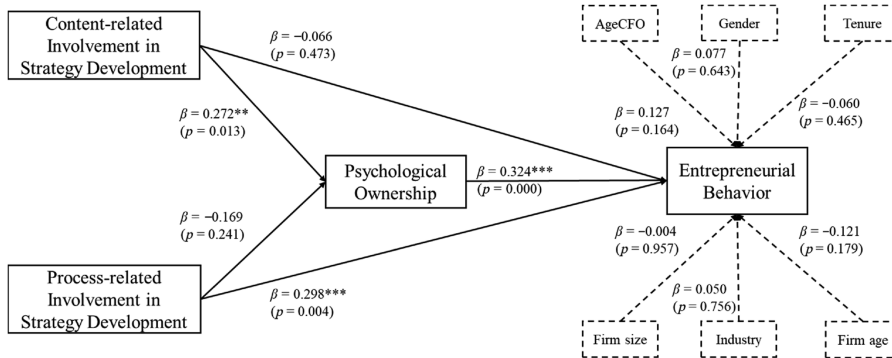 Content-related
Involvement in
Strategy Development
β = −0.066
(p = 0.473)
AgeCFO
Gender
Tenure
β = 0.077
(p = 0.643)
β = 0.272**
(p = 0.013)
β = 0.127
(p = 0.164)
β = −0.060
(p = 0.465)
Psychological
Ownership
β = 0.324***
(p = 0.000)
Entrepreneurial
Behavior
β = −0.169
(p = 0.241)
β = −0.004
(p = 0.957)
β = −0.121
(p = 0.179)
Process-related
Involvement in
Strategy Development
β = 0.298***
(p = 0.004)
β = 0.050
(p = 0.756)
Firm size
Industry
Firm age